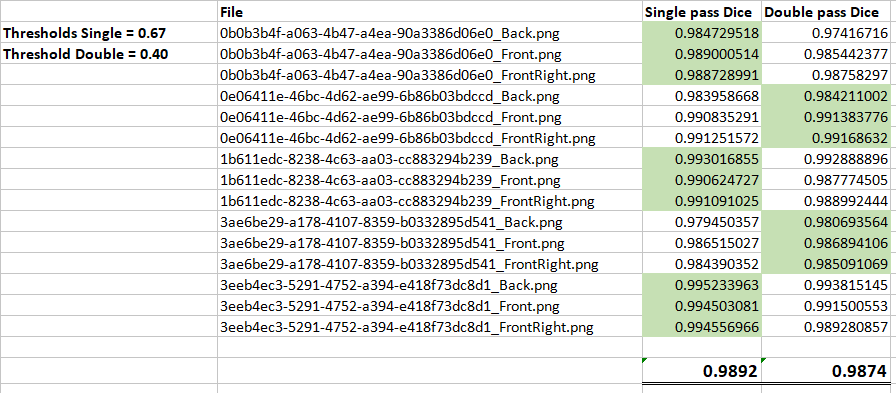 File Single pass Dice Double pass Dice
Thresholds Single = 0.67 0b0b3b4f-a063-4b47-a4ea-90a3386d06e0_Back.png 0.984729518 0.97416716
Threshold Double = 0.40 0b0b3b4f-a063-4b47-a4ea-90a3386d06e0_Front.png 0.989000514 0.985442377
0b0b3b4f-a063-4b47-a4ea-90a3386d06e0_FrontRight.png 0.988728991 0.98758297
0e06411e-46bc-4d62-ae99-6b86b03bdccd_Back.png 0.983958668 0.984211002
0e06411e-46bc-4d62-ae99-6b86b03bdccd_Front.png 0.990835291 0.991383776
0e06411e-46bc-4d62-ae99-6b86b03bdccd_FrontRight.png 0.991251572 0.99168632
1b611edc-8238-4c63-aa03-cc883294b239_Back.png 0.993016855 0.992888896
1b611edc-8238-4c63-aa03-cc883294b239_Front.png 0.990624727 0.987774505
1b611edc-8238-4c63-aa03-cc883294b239_FrontRight.png 0.991091025 0.988992444
3ae6be29-a178-4107-8359-b0332895d541_Back.png 0.979450357 0.980693564
3ae6be29-a178-4107-8359-b0332895d541_Front.png 0.986515027 0.986894106
3ae6be29-a178-4107-8359-b0332895d541_FrontRight.png 0.984390352 0.985091069
3eeb4ec3-5291-4752-a394-e418f73dc8d1_Back.png 0.995233963 0.993815145
3eeb4ec3-5291-4752-a394-e418f73dc8d1_Front.png 0.994503081 0.991500553
3eeb4ec3-5291-4752-a394-e418f73dc8d1_FrontRight.png 0.994556966 0.989280857
0.9892 0.9874